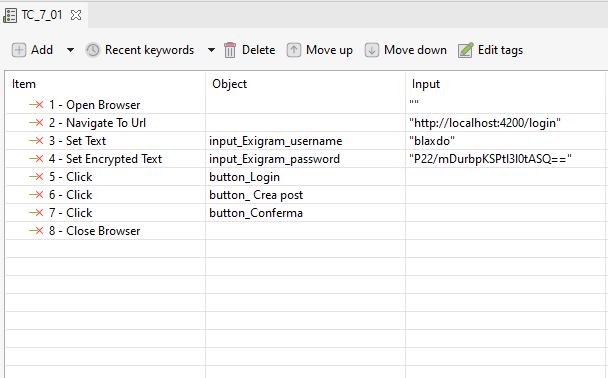 TC_7_01
Add Recent keywords Delete Move up Move down Edit tags
Item Object Input
1 - Open Browser ""
2 - Navigate To Url "http://localhost:4200/login"
3 - Set Text input_Exigram_username "blaxdo"
4 - Set Encrypted Text input_Exigram_password "P22/mDurbpKSPtI3l0tASQ=="
5 - Click button_Login
6 - Click button_ Crea post
7 - Click button_Conferma
8 - Close Browser